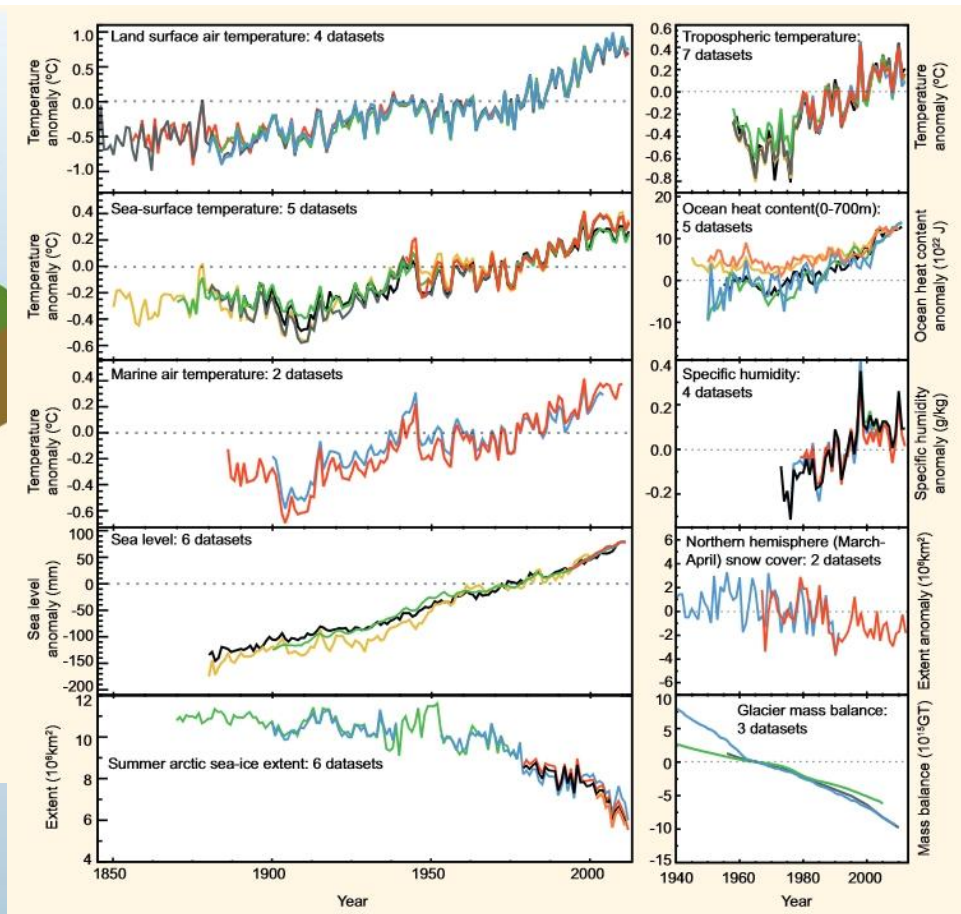 Land surface air temperature: 4 datasets
1.0
0.5
0.0
-0.5
-1.0
Temperature
anomaly (ºC)
Sea-surface temperature: 5 datasets
0.4
0.2
0.0
-0.2
-0.4
-0.6
Temperature
anomaly (ºC)
Marine air temperature: 2 datasets
0.4
0.2
0.0
-0.2
-0.4
-0.6
Temperature
anomaly (ºC)
Sea level: 6 datasets
100
50
0
-50
-100
-150
-200
Sea level
anomaly (mm)
Summer arctic sea-ice extent: 6 datasets
12
10
8
6
4
Extent (10⁶km²)
1850
1900
1950
2000
Year
Tropospheric temperature:
7 datasets
0.6
0.4
0.2
0.0
-0.2
-0.4
-0.6
-0.8
Temperature
anomaly (ºC)
Ocean heat content(0-700m):
5 datasets
20
10
0
-10
Ocean heat content
anomaly (10²² J)
Specific humidity:
4 datasets
0.4
0.2
0.0
-0.2
Specific humidity
anomaly (g/kg)
Northern hemisphere (March-
April) snow cover: 2 datasets
6
4
2
0
-2
-4
-6
Extent anomaly (10⁶km²)
Glacier mass balance:
3 datasets
10
5
0
-5
-10
-15
Mass balance (10¹⁵GT)
1940
1960
1980
2000
Year